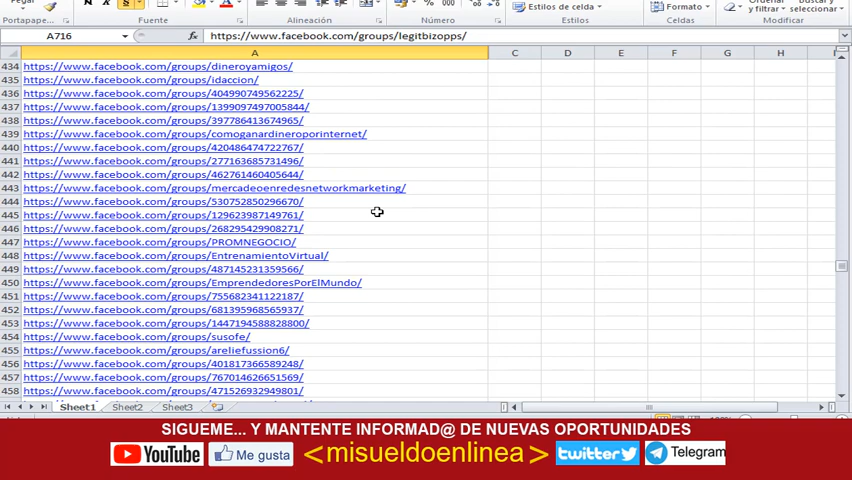 Pegar
Portapape...
Fuente
Alineación
Número
Estilos de celda
Formato
Modificar
y filtrar
seleccionar
A716
fx
https://www.facebook.com/groups/legitbizopps/
A C D E F G H I
434 https://www.facebook.com/groups/dineroyamigos/
435 https://www.facebook.com/groups/idaccion/
436 https://www.facebook.com/groups/404990749562225/
437 https://www.facebook.com/groups/1399097497005844/
438 https://www.facebook.com/groups/397786413674965/
439 https://www.facebook.com/groups/comoganardineroporinternet/
440 https://www.facebook.com/groups/420486474722767/
441 https://www.facebook.com/groups/277163685731496/
442 https://www.facebook.com/groups/462761460405644/
443 https://www.facebook.com/groups/mercadeoenredesnetworkmarketing/
444 https://www.facebook.com/groups/530752850296670/
445 https://www.facebook.com/groups/129623987149761/
446 https://www.facebook.com/groups/268295429908271/
447 https://www.facebook.com/groups/PROMNEGOCIO/
448 https://www.facebook.com/groups/EntrenamientoVirtual/
449 https://www.facebook.com/groups/487145231359566/
450 https://www.facebook.com/groups/EmprendedoresPorElMundo/
451 https://www.facebook.com/groups/755682341122187/
452 https://www.facebook.com/groups/681395968565937/
453 https://www.facebook.com/groups/1447194588828800/
454 https://www.facebook.com/groups/susofe/
455 https://www.facebook.com/groups/areliefussion6/
456 https://www.facebook.com/groups/401817366589248/
457 https://www.facebook.com/groups/767014626651569/
458 https://www.facebook.com/groups/471526932949801/
Sheet1 Sheet2 Sheet3
SIGUEME... Y MANTENTE INFORMAD@ DE NUEVAS OPORTUNIDADES
YouTube
Me gusta
<misueldoenlinea>
twitter
Telegram